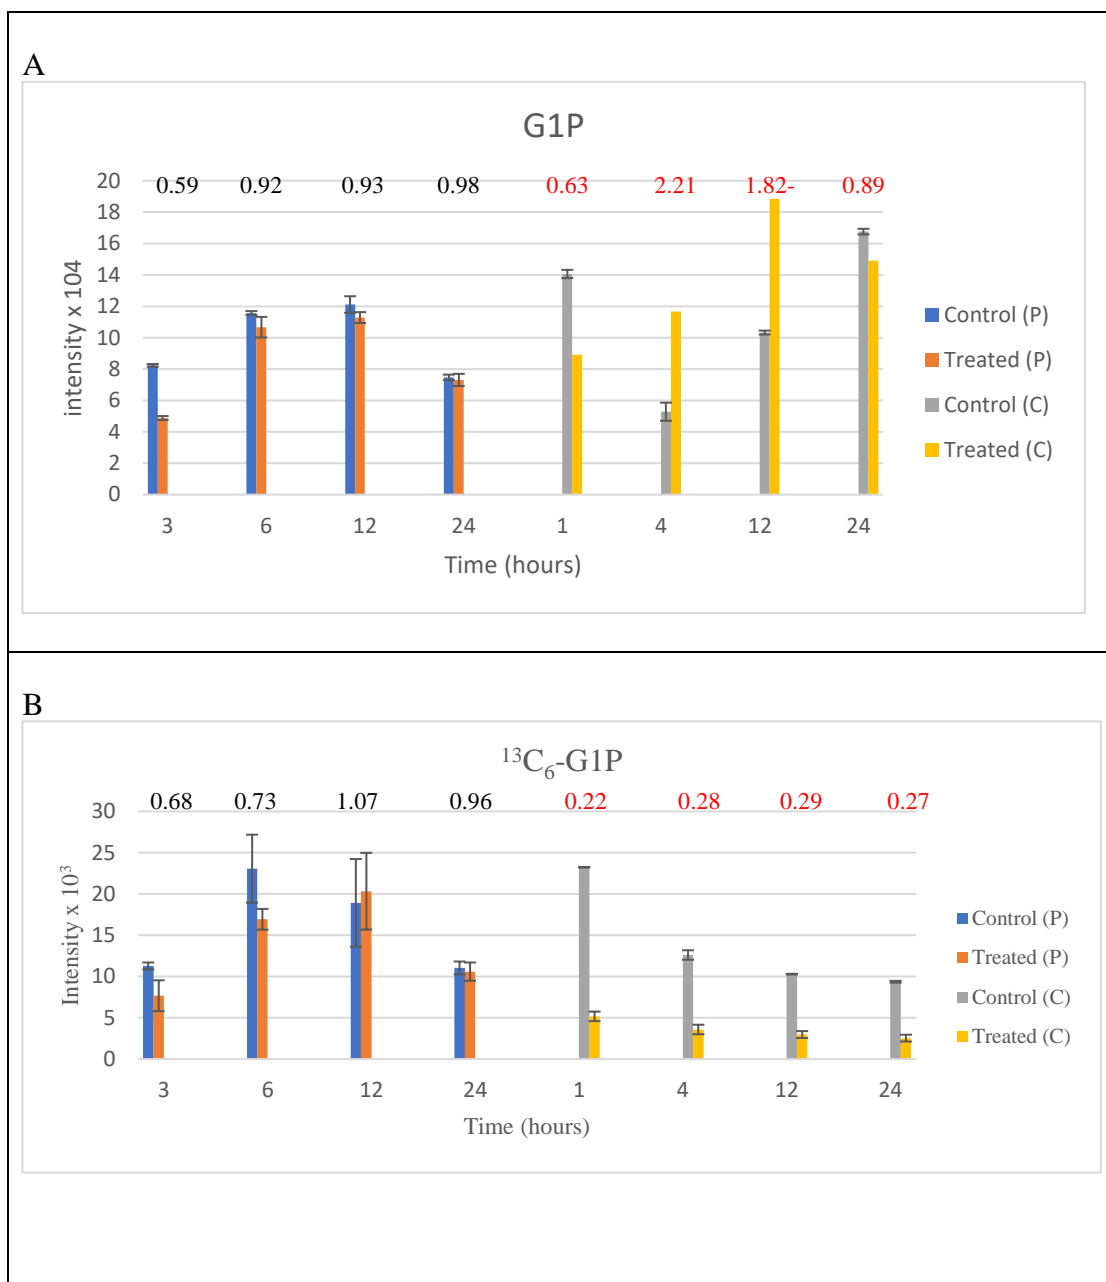 A
G1P
0.59 0.92 0.93 0.98 0.63 2.21 1.82- 0.89
20
18
16
14
12
10
8
6
4
2
0
intensity x 104
3 6 12 24 1 4 12 24
Time (hours)
Control (P)
Treated (P)
Control (C)
Treated (C)
B
¹³C₆-G1P
0.68 0.73 1.07 0.96 0.22 0.28 0.29 0.27
30
25
20
15
10
5
0
Intensity x 10³
3 6 12 24 1 4 12 24
Time (hours)
Control (P)
Treated (P)
Control (C)
Treated (C)